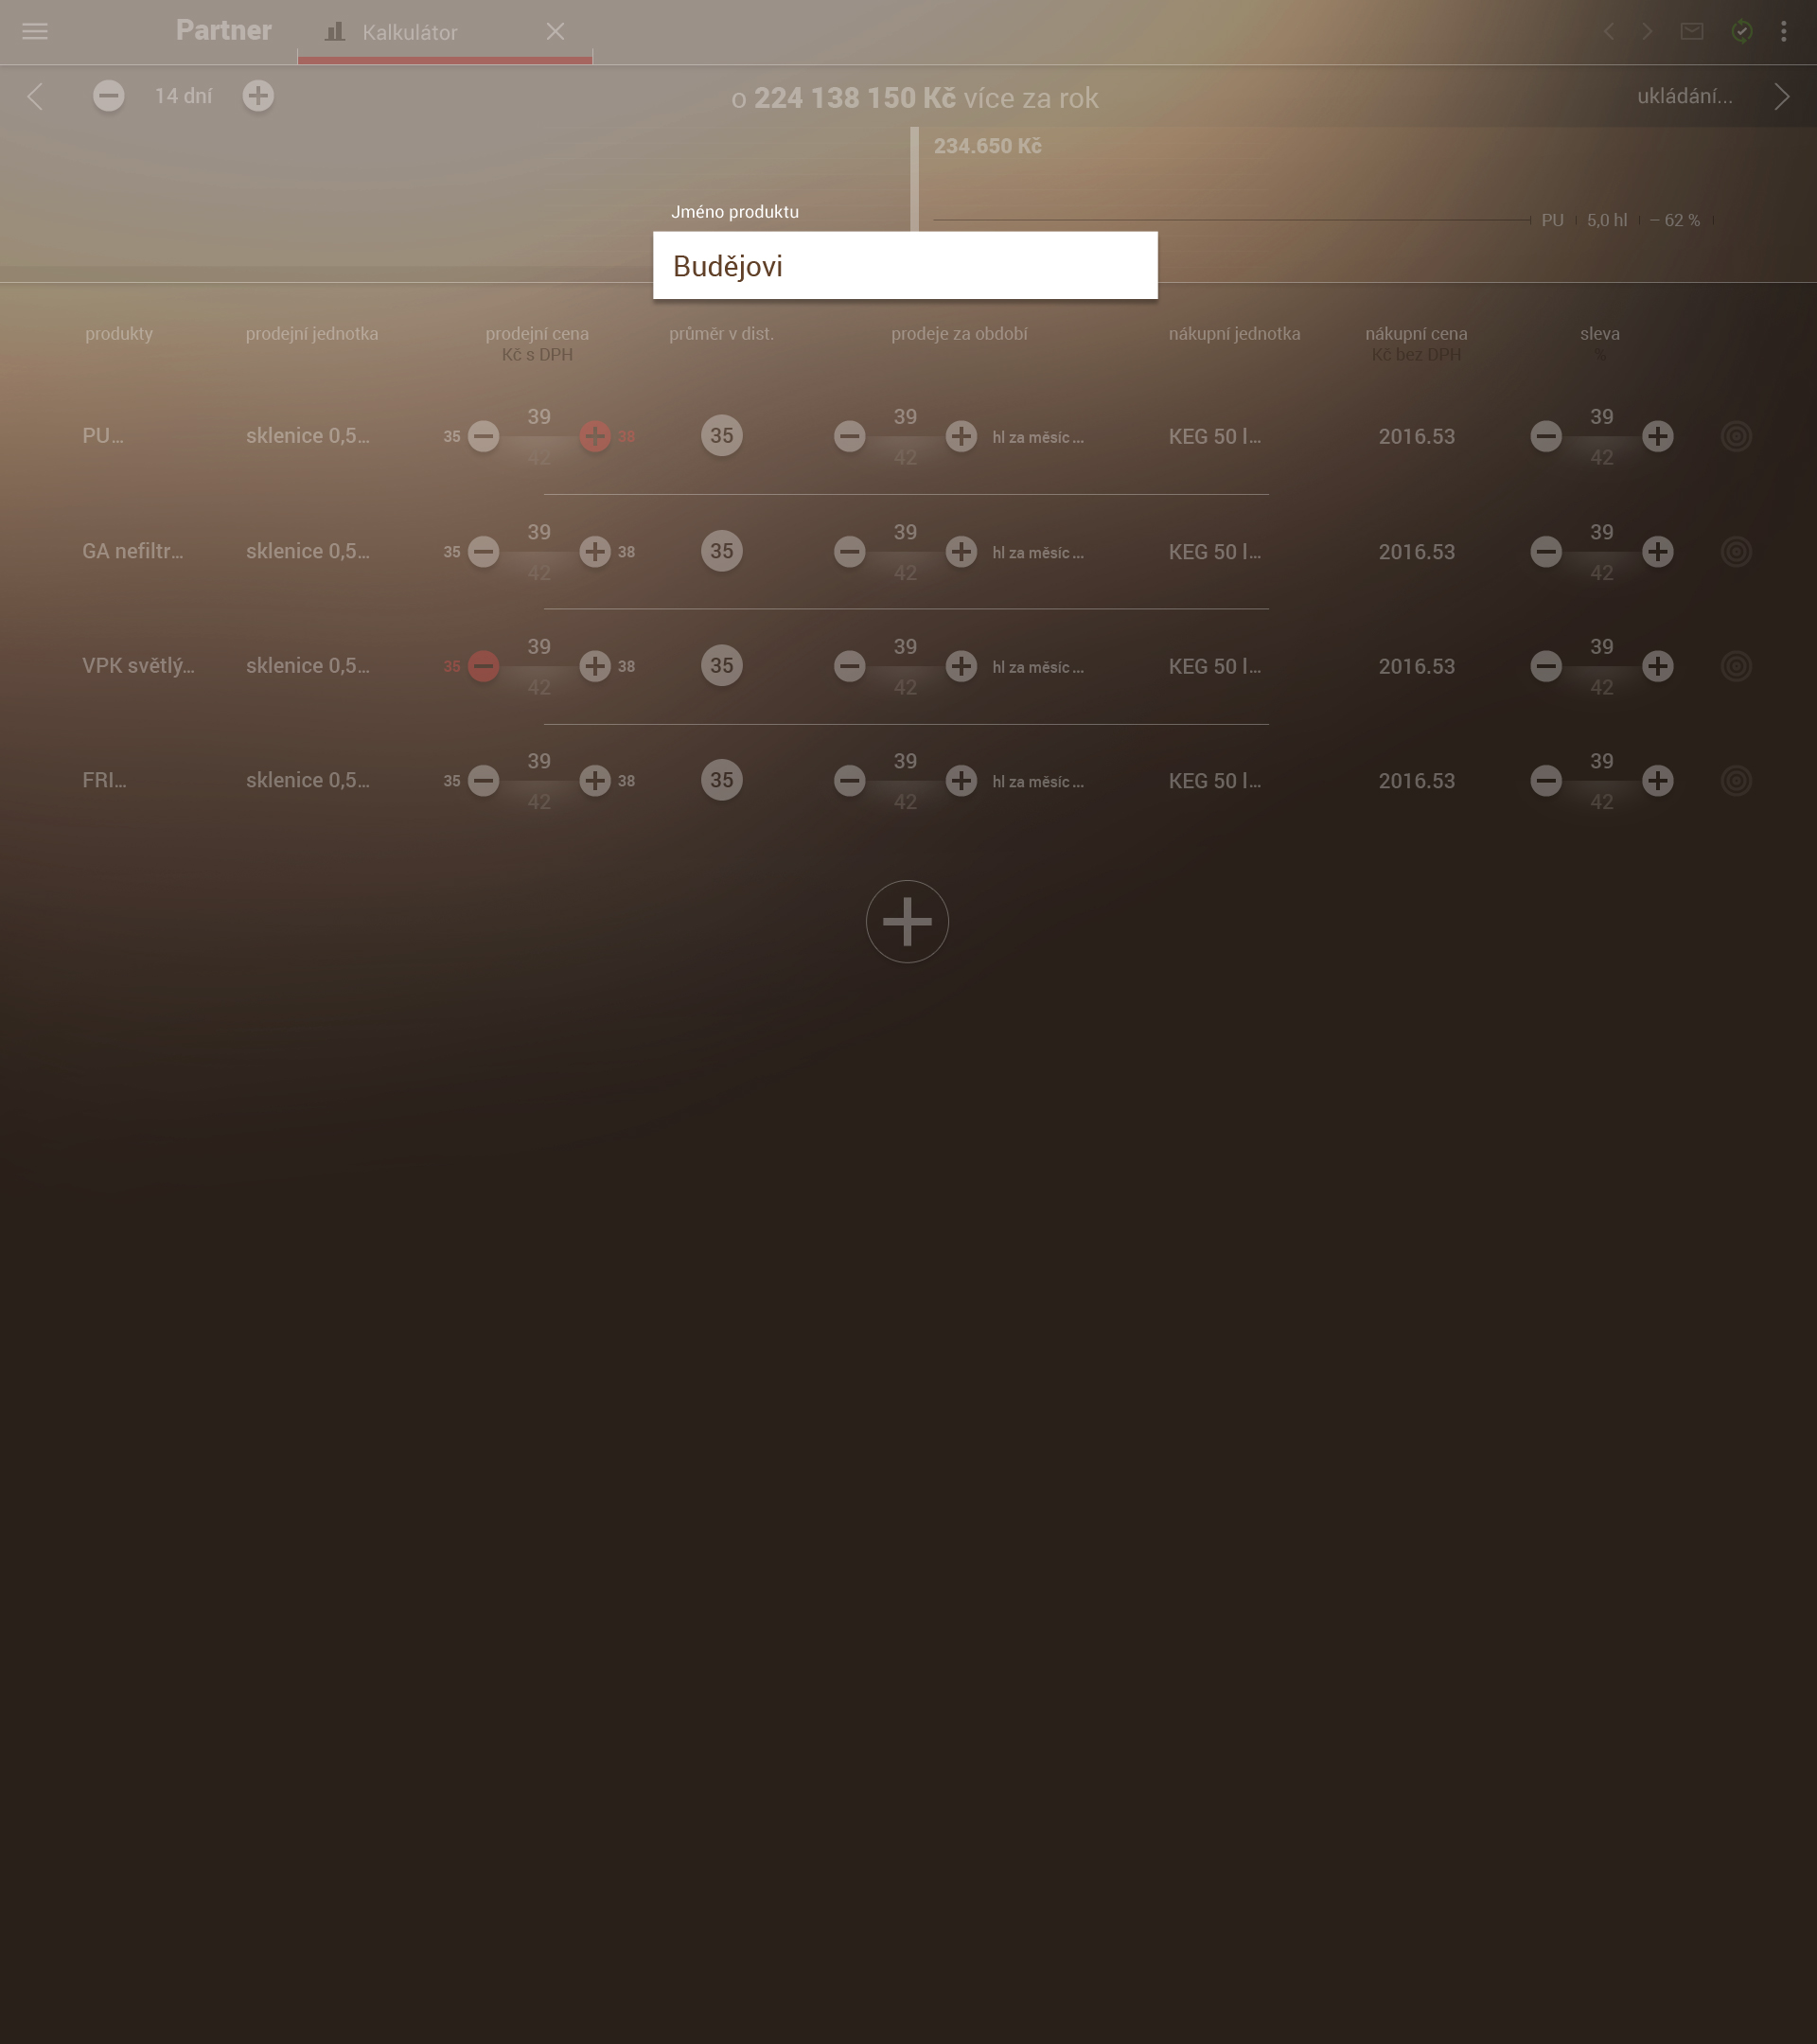 Partner Kalkulátor
14 dní o 224 138 150 Kč více za rok ukládání...
234.650 Kč
Jméno produktu
PU 5,0 hl – 62 %
Budějovi
produkty prodejní jednotka prodejní cena průměr v dist. prodeje za období nákupní jednotka nákupní cena sleva
Kč s DPH Kč bez DPH %
39 39 39
PU... sklenice 0,5... 35 38 35 hl za měsíc ... KEG 50 l... 2016.53
42 42 42
39 39 39
GA nefiltr... sklenice 0,5... 35 38 35 hl za měsíc ... KEG 50 l... 2016.53
42 42 42
39 39 39
VPK světlý... sklenice 0,5... 35 38 35 hl za měsíc ... KEG 50 l... 2016.53
42 42 42
39 39 39
FRI... sklenice 0,5... 35 38 35 hl za měsíc ... KEG 50 l... 2016.53
42 42 42